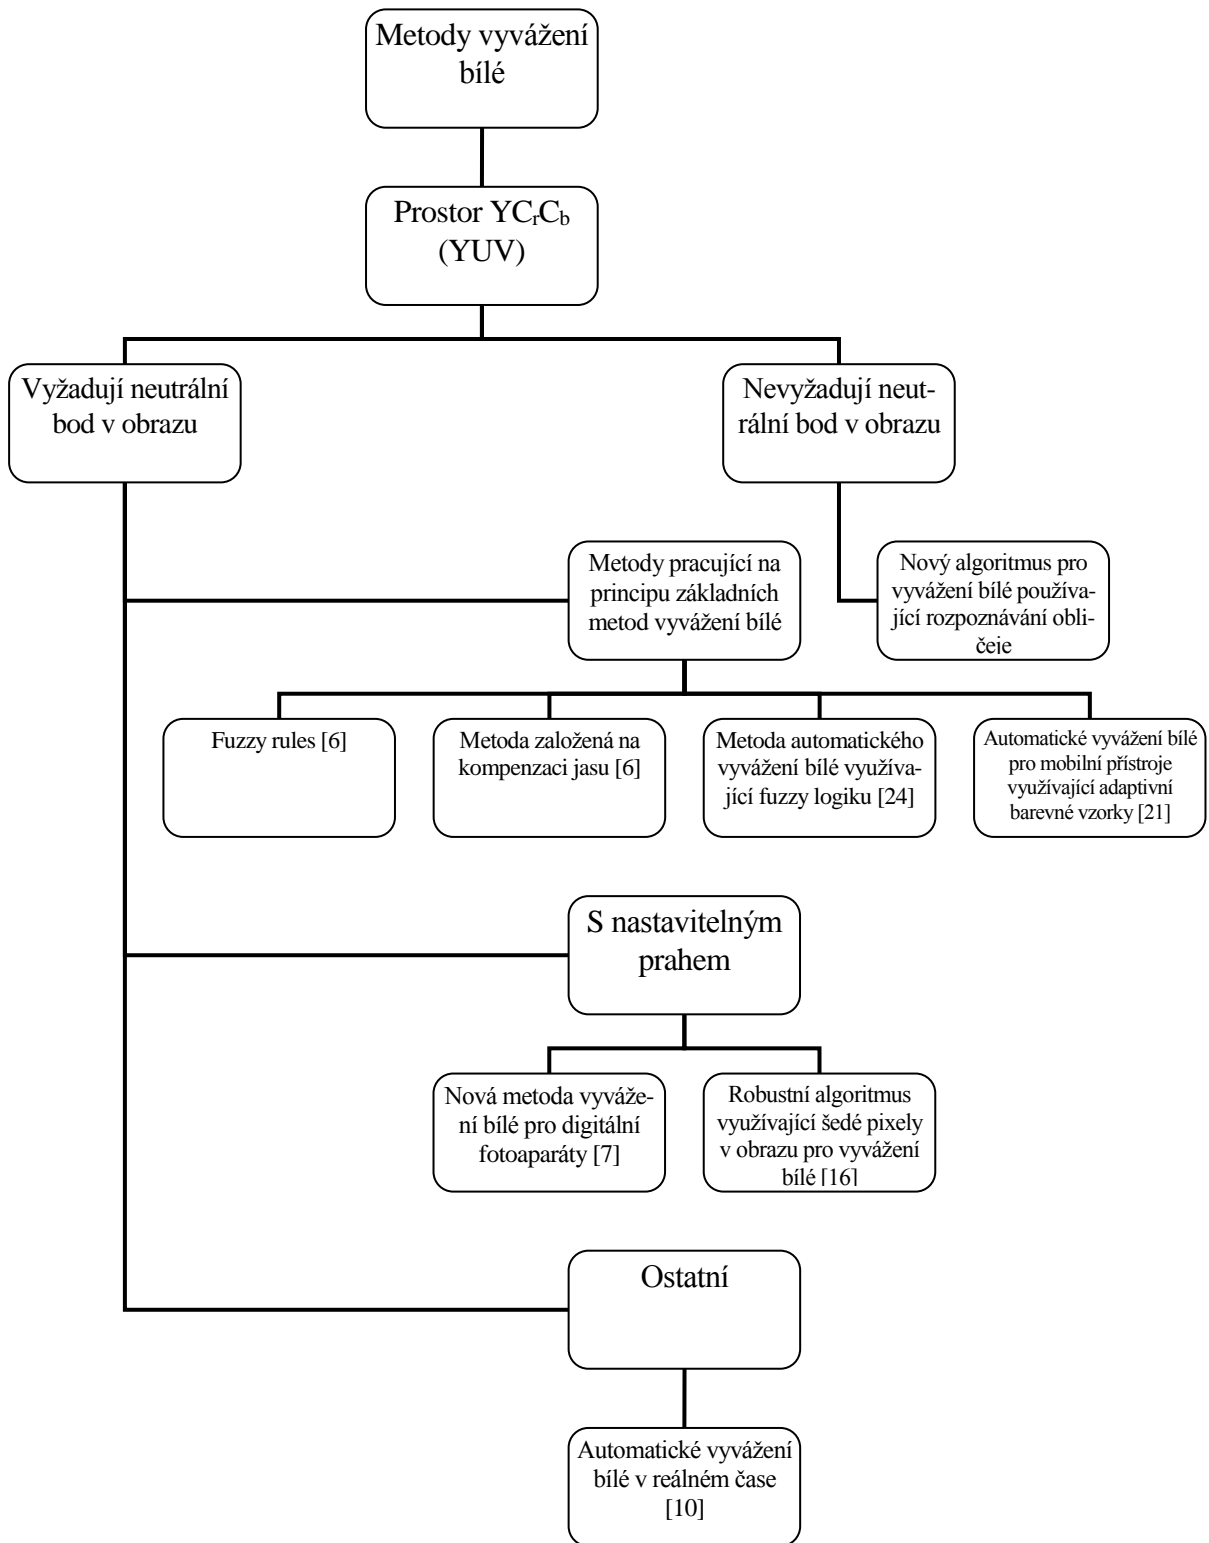 Metody vyvážení
bílé
Prostor YCrCb
(YUV)
Vyžadují neutrální
bod v obrazu
Nevyžadují neut-
rální bod v obrazu
Metody pracující na
principu základních
metod vyvážení bílé
Nový algoritmus pro
vyvážení bílé používa-
jící rozpoznávání obli-
čeje
Fuzzy rules [6]
Metoda založená na
kompenzaci jasu [6]
Metoda automatického
vyvážení bílé využíva-
jící fuzzy logiku [24]
Automatické vyvážení bílé
pro mobilní přístroje
využívající adaptivní
barevné vzorky [21]
S nastavitelným
prahem
Nová metoda vyváže-
ní bílé pro digitální
fotoaparáty [7]
Robustní algoritmus
využívající šedé pixely
v obrazu pro vyvážení
bílé [16]
Ostatní
Automatické vyvážení
bílé v reálném čase
[10]